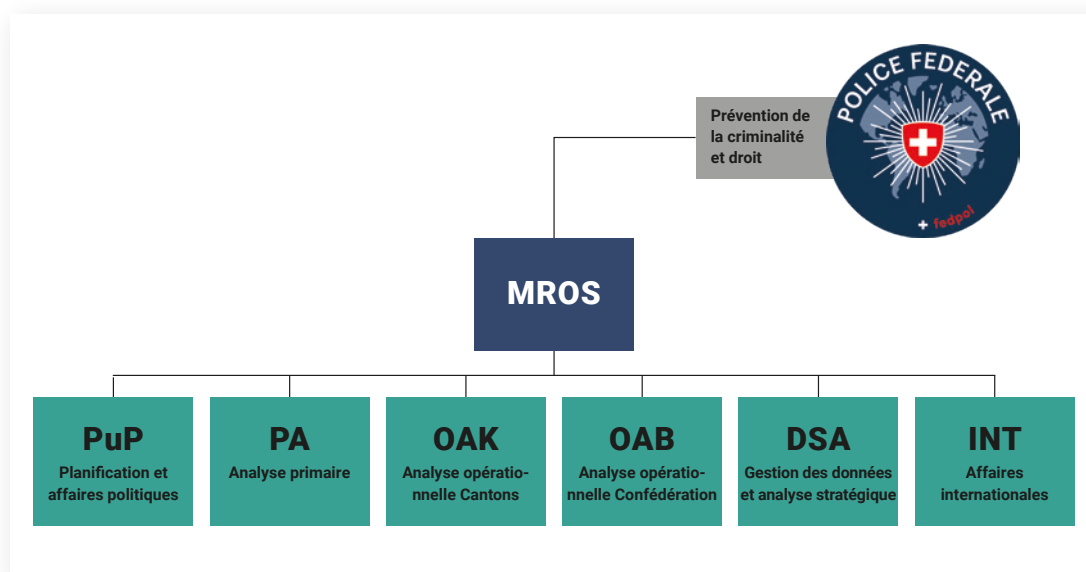 POLICE FEDERALE
Prévention de
la criminalité
et droit
+ fedpol
MROS
PuP
Planification et
affaires politiques
PA
Analyse primaire
OAK
Analyse opératio-
nnelle Cantons
OAB
Analyse opératio-
nnelle Confédération
DSA
Gestion des données
et analyse stratégique
INT
Affaires
internationales